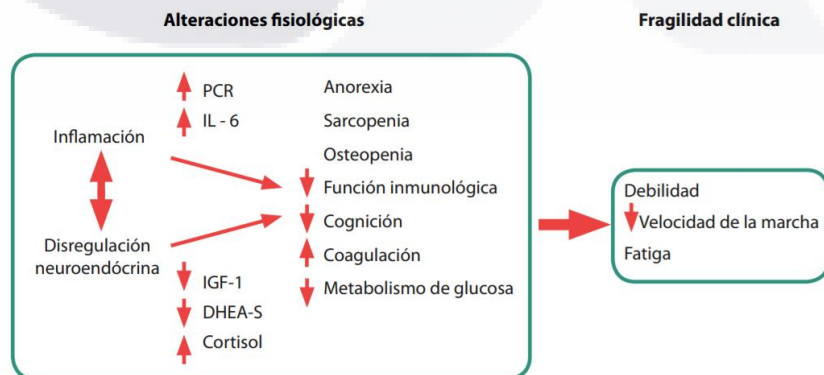 Alteraciones fisiológicas
Fragilidad clínica
PCR
IL - 6
Inflamación
Disregulación
neuroendócrina
IGF-1
DHEA-S
Cortisol
Anorexia
Sarcopenia
Osteopenia
Función inmunológica
Cognición
Coagulación
Metabolismo de glucosa
Debilidad
Velocidad de la marcha
Fatiga